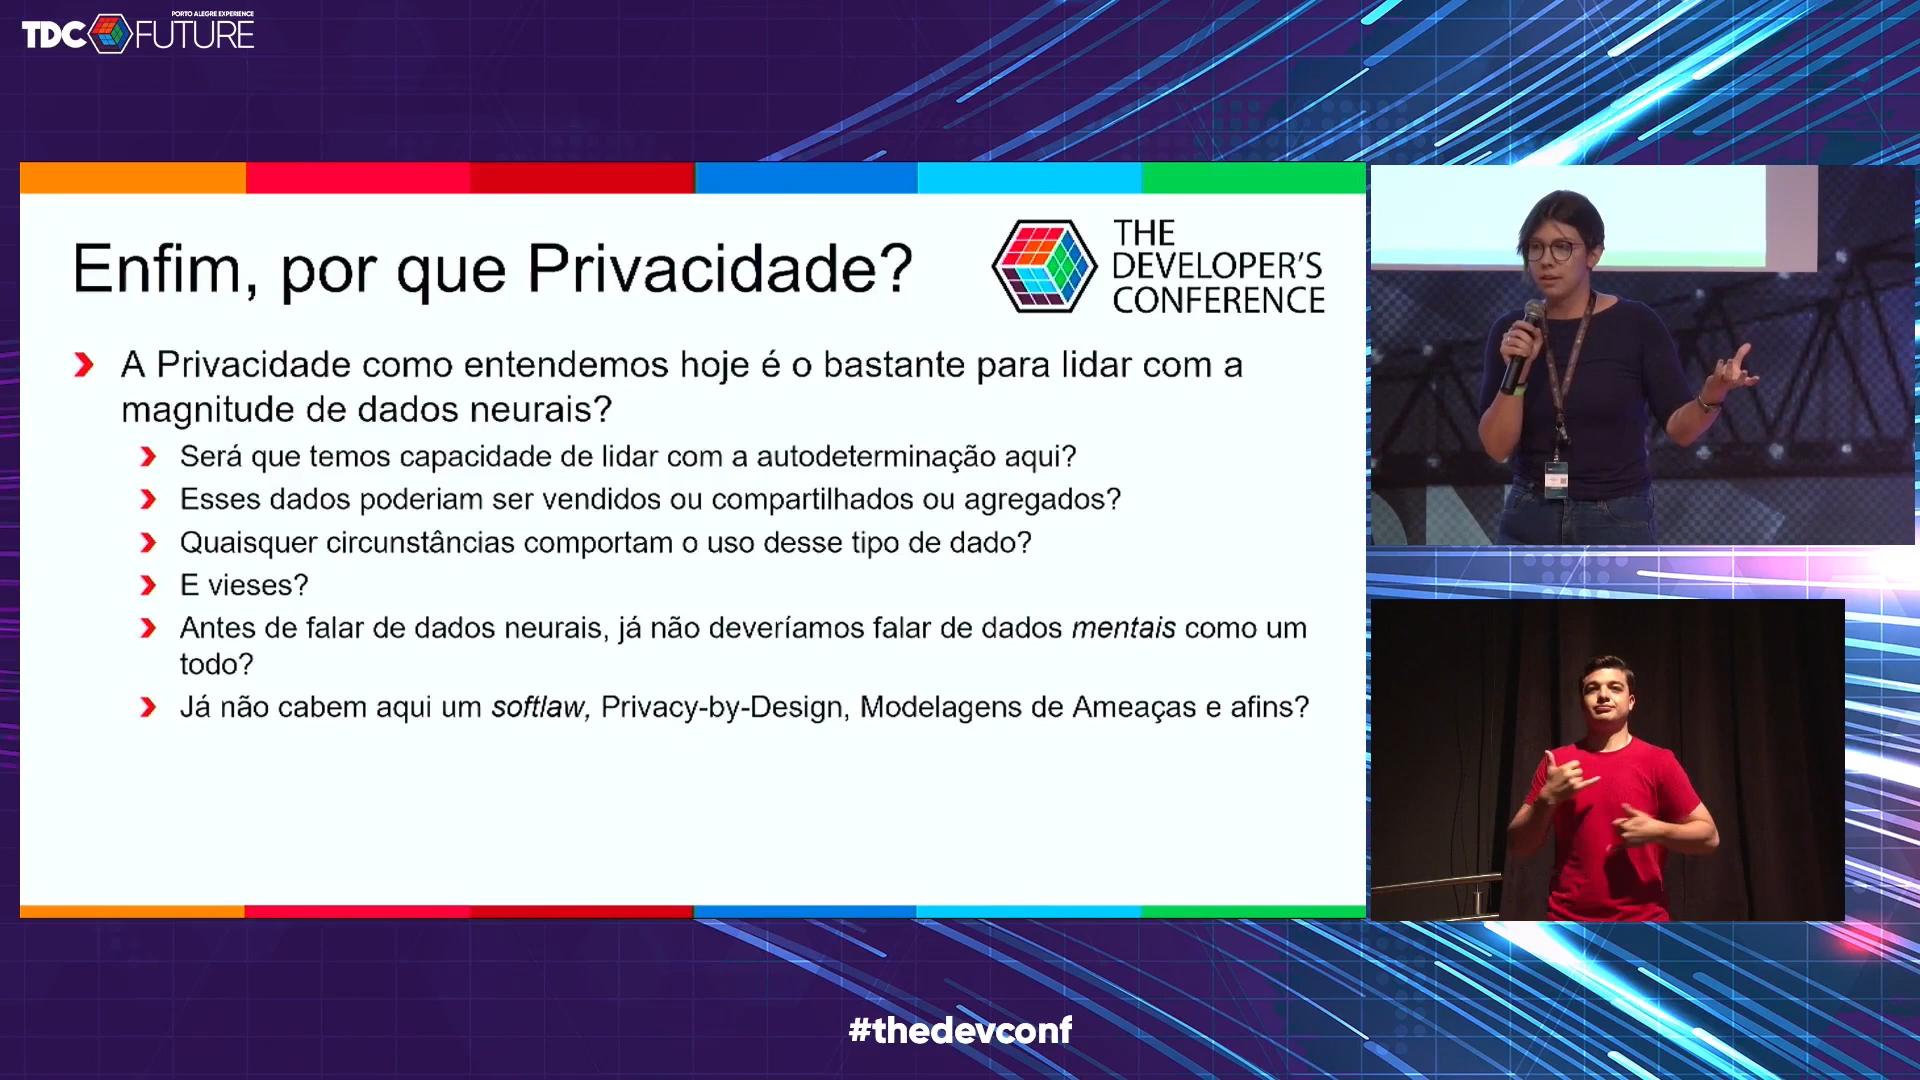 PORTO ALEGRE EXPERIENCE
TDC FUTURE
Enfim, por que Privacidade?
THE
DEVELOPER'S
CONFERENCE
A Privacidade como entendemos hoje é o bastante para lidar com a
magnitude de dados neurais?
Será que temos capacidade de lidar com a autodeterminação aqui?
Esses dados poderiam ser vendidos ou compartilhados ou agregados?
Quaisquer circunstâncias comportam o uso desse tipo de dado?
E vieses?
Antes de falar de dados neurais, já não deveríamos falar de dados mentais como um
todo?
Já não cabem aqui um softlaw, Privacy-by-Design, Modelagens de Ameaças e afins?
#thedevconf